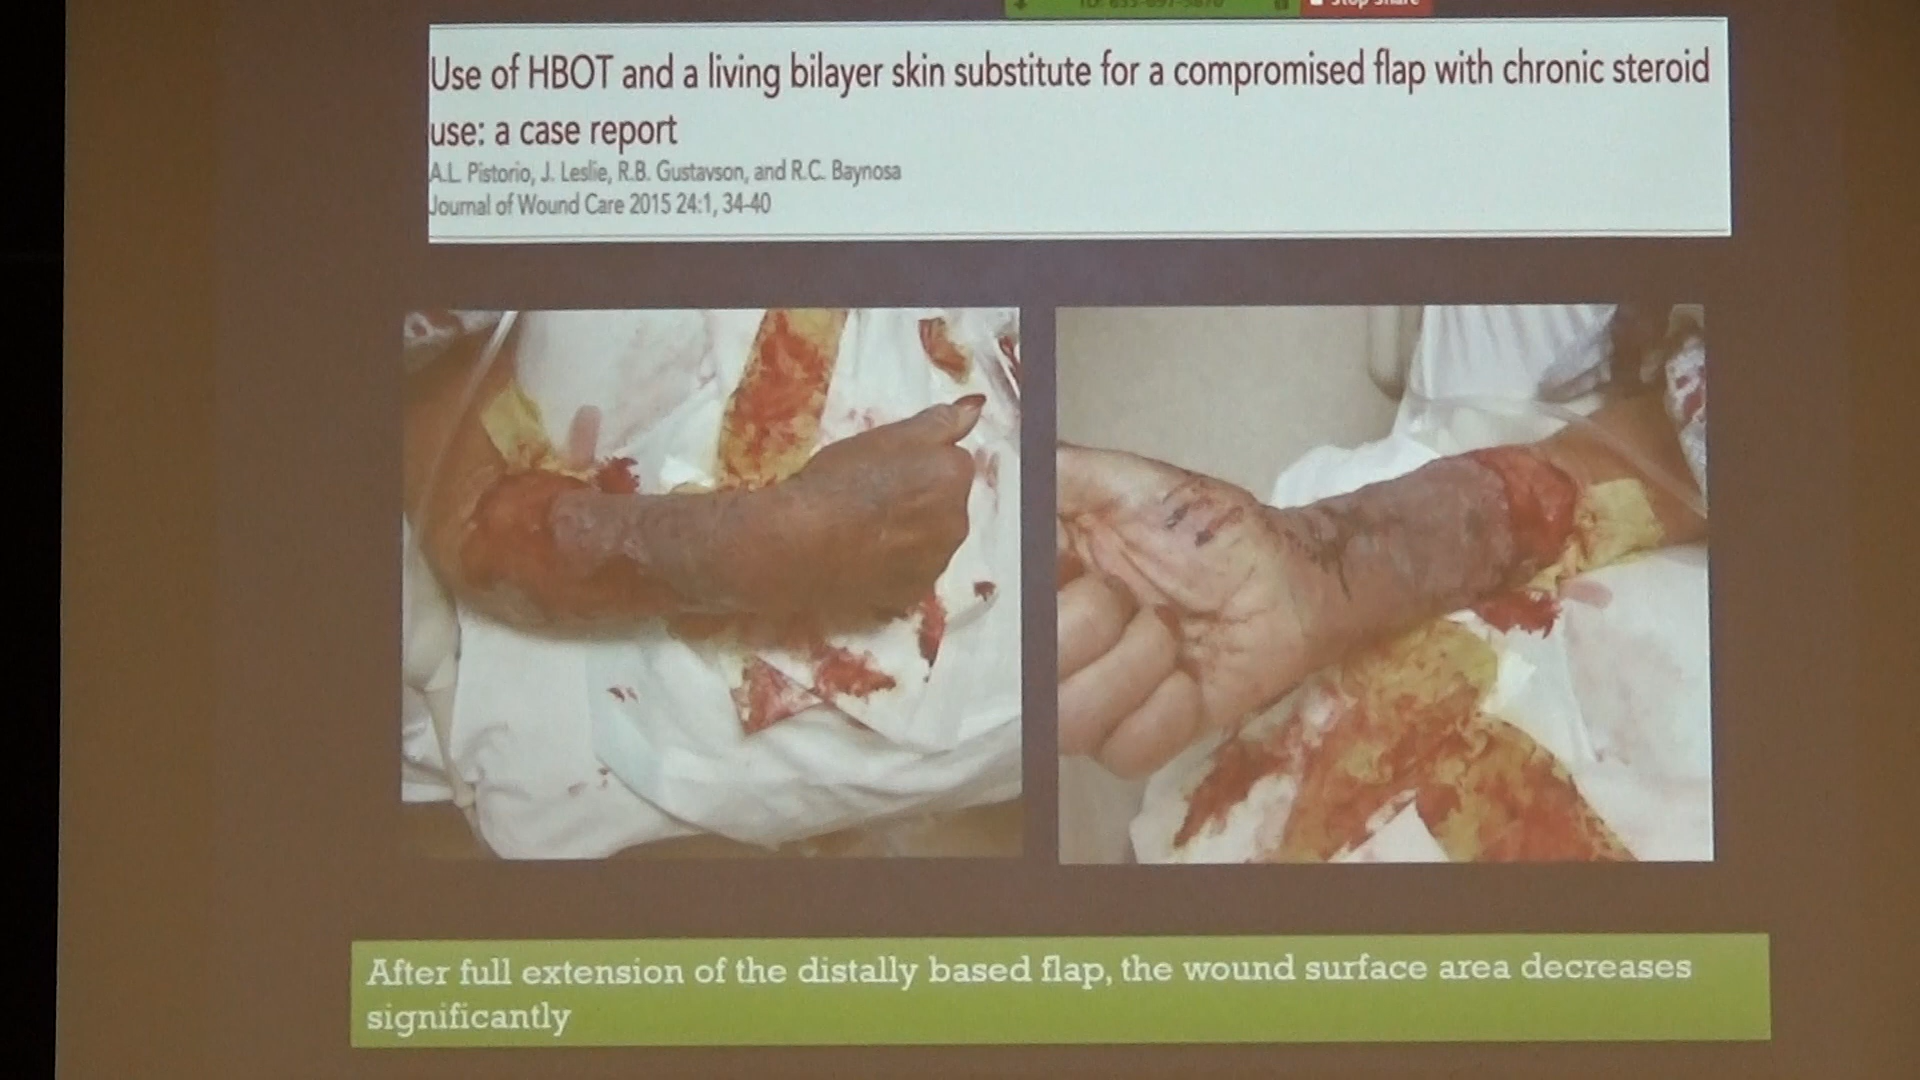 Stop Share
Use of HBOT and a living bilayer skin substitute for a compromised flap with chronic steroid
use: a case report
A.L. Pistorio, J. Leslie, R.B. Gustavson, and R.C. Baynosa
Journal of Wound Care 2015 24:1, 34-40
After full extension of the distally based flap, the wound surface area decreases
significantly